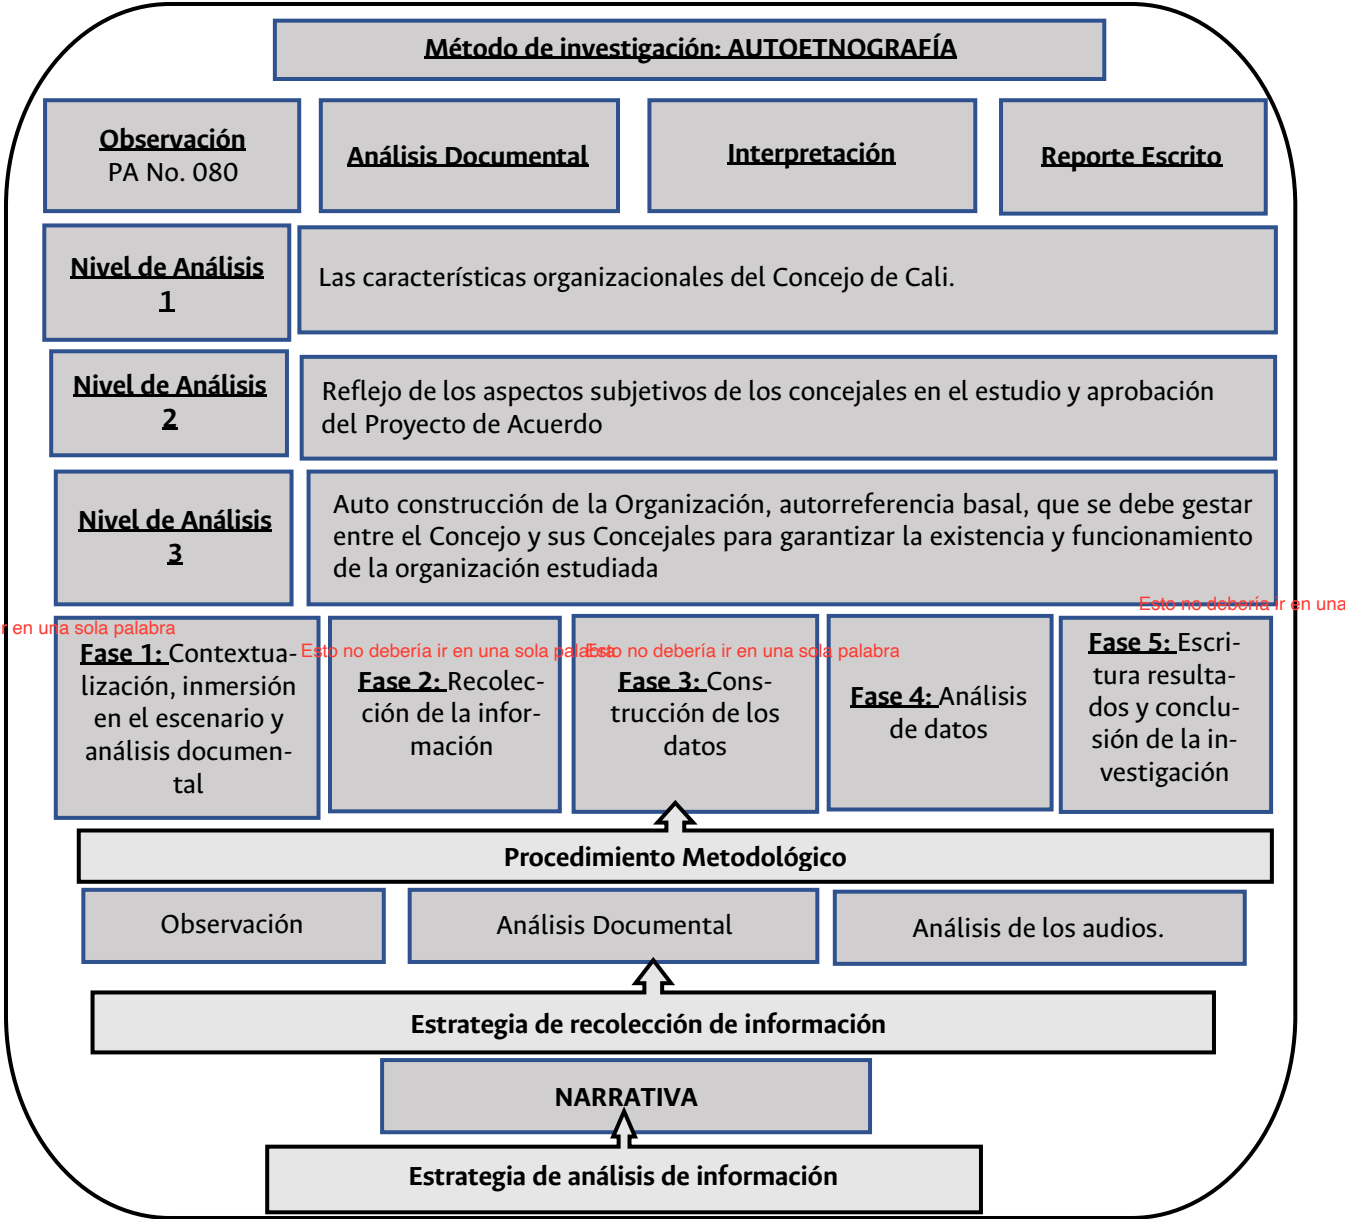 Método de investigación: AUTOETNOGRAFÍA
Observación
PA No. 080
Análisis Documental
Interpretación
Reporte Escrito
Nivel de Análisis
1
Las características organizacionales del Concejo de Cali.
Nivel de Análisis
2
Reflejo de los aspectos subjetivos de los concejales en el estudio y aprobación
del Proyecto de Acuerdo
Nivel de Análisis
3
Auto construcción de la Organización, autorreferencia basal, que se debe gestar
entre el Concejo y sus Concejales para garantizar la existencia y funcionamiento
de la organización estudiada
r en una sola palabra
Fase 1: Contextua-
lización, inmersión
en el escenario y
análisis documen-
tal
Esto no debería ir en una sola palabra
Fase 2: Recolec-
ción de la infor-
mación
Esto no debería ir en una sola palabra
Fase 3: Cons-
trucción de los
datos
Fase 4: Análisis
de datos
Esto no debería ir en una
Fase 5: Escri-
tura resulta-
dos y conclu-
sión de la in-
vestigación
Procedimiento Metodológico
Observación
Análisis Documental
Análisis de los audios.
Estrategia de recolección de información
NARRATIVA
Estrategia de análisis de información